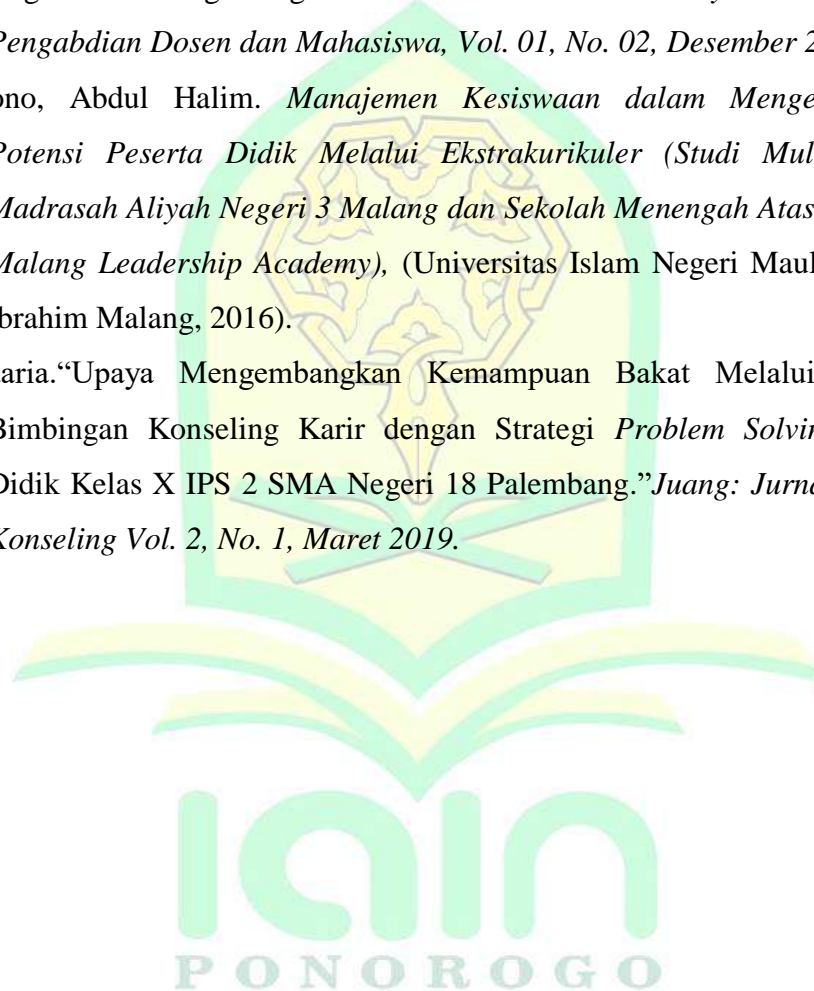 Pengabdian Dosen dan Mahasiswa, Vol. 01, No. 02, Desember 2
ono, Abdul Halim. Manajemen Kesiswaan dalam Menge
Potensi Peserta Didik Melalui Ekstrakurikuler (Studi Mul
Madrasah Aliyah Negeri 3 Malang dan Sekolah Menengah Atas
Malang Leadership Academy), (Universitas Islam Negeri Maul
Ibrahim Malang, 2016).
aria.“Upaya Mengembangkan Kemampuan Bakat Melalui
Bimbingan Konseling Karir dengan Strategi Problem Solvin
Didik Kelas X IPS 2 SMA Negeri 18 Palembang.”Juang: Jurna
Konseling Vol. 2, No. 1, Maret 2019.
IAIN
PONOROGO